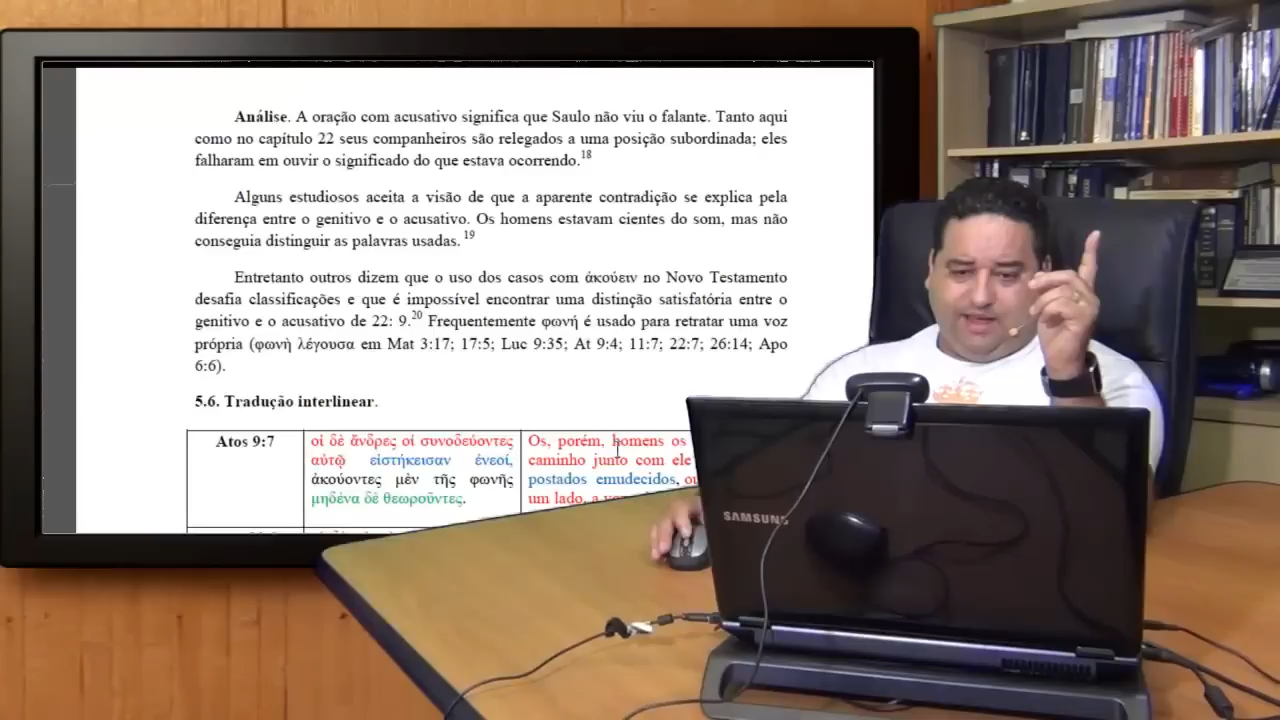 Análise. A oração com acusativo significa que Saulo não viu o falante. Tanto aqui
como no capítulo 22 seus companheiros são relegados a uma posição subordinada; eles
falharam em ouvir o significado do que estava ocorrendo.18
Alguns estudiosos aceita a visão de que a aparente contradição se explica pela
diferença entre o genitivo e o acusativo. Os homens estavam cientes do som, mas não
conseguia distinguir as palavras usadas.19
Entretanto outros dizem que o uso dos casos com ἀκούειν no Novo Testamento
desafia classificações e que é impossível encontrar uma distinção satisfatória entre o
genitivo e o acusativo de 22: 9.20 Frequentemente φωνή é usado para retratar uma voz
própria (φωνὴ λέγουσα em Mat 3:17; 17:5; Luc 9:35; At 9:4; 11:7; 22:7; 26:14; Apo
6:6).
5.6. Tradução interlinear.
Atos 9:7
οἱ δὲ ἄνδρες οἱ συνοδεύοντες
αὐτῷ εἱστήκεισαν ἐνεοί,
ἀκούοντες μὲν τῆς φωνῆς
μηδένα δὲ θεωροῦντες.
Os, porém, homens os
caminho junto com ele
postados emudecidos,
um lado, a
SAMSUNG